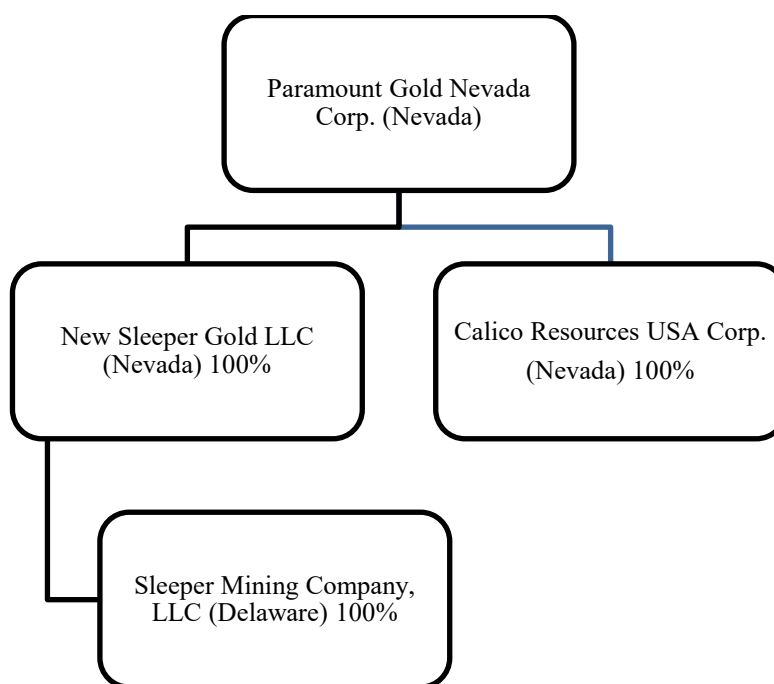 Paramount Gold Nevada
Corp. (Nevada)
New Sleeper Gold LLC
(Nevada) 100%
Calico Resources USA Corp.
(Nevada) 100%
Sleeper Mining Company,
LLC (Delaware) 100%